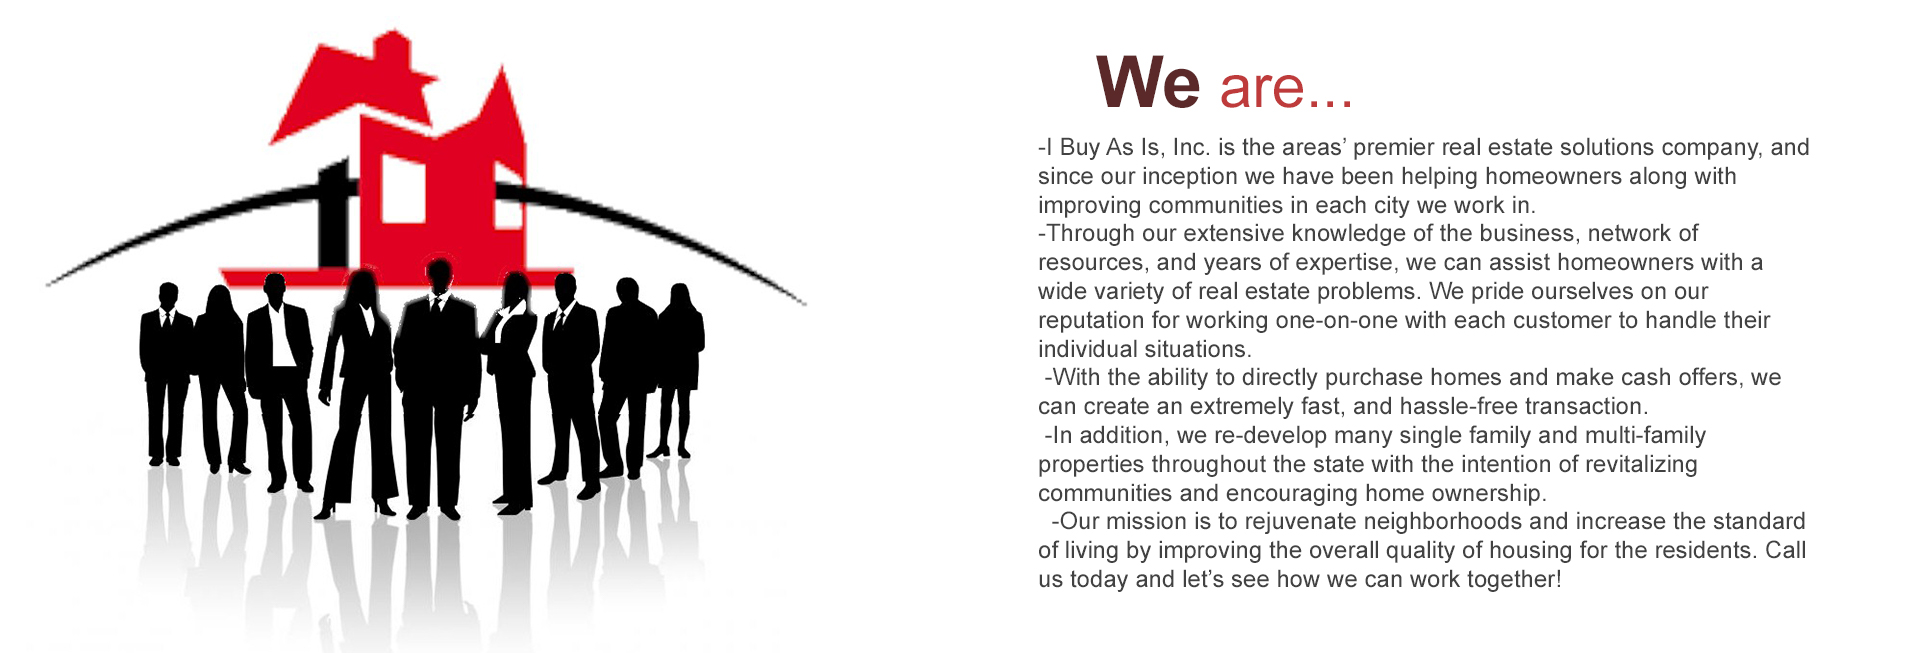 We are...
-I Buy As Is, Inc. is the areas’ premier real estate solutions company, and
since our inception we have been helping homeowners along with
improving communities in each city we work in.
-Through our extensive knowledge of the business, network of
resources, and years of expertise, we can assist homeowners with a
wide variety of real estate problems. We pride ourselves on our
reputation for working one-on-one with each customer to handle their
individual situations.
-With the ability to directly purchase homes and make cash offers, we
can create an extremely fast, and hassle-free transaction.
-In addition, we re-develop many single family and multi-family
properties throughout the state with the intention of revitalizing
communities and encouraging home ownership.
-Our mission is to rejuvenate neighborhoods and increase the standard
of living by improving the overall quality of housing for the residents. Call
us today and let’s see how we can work together!